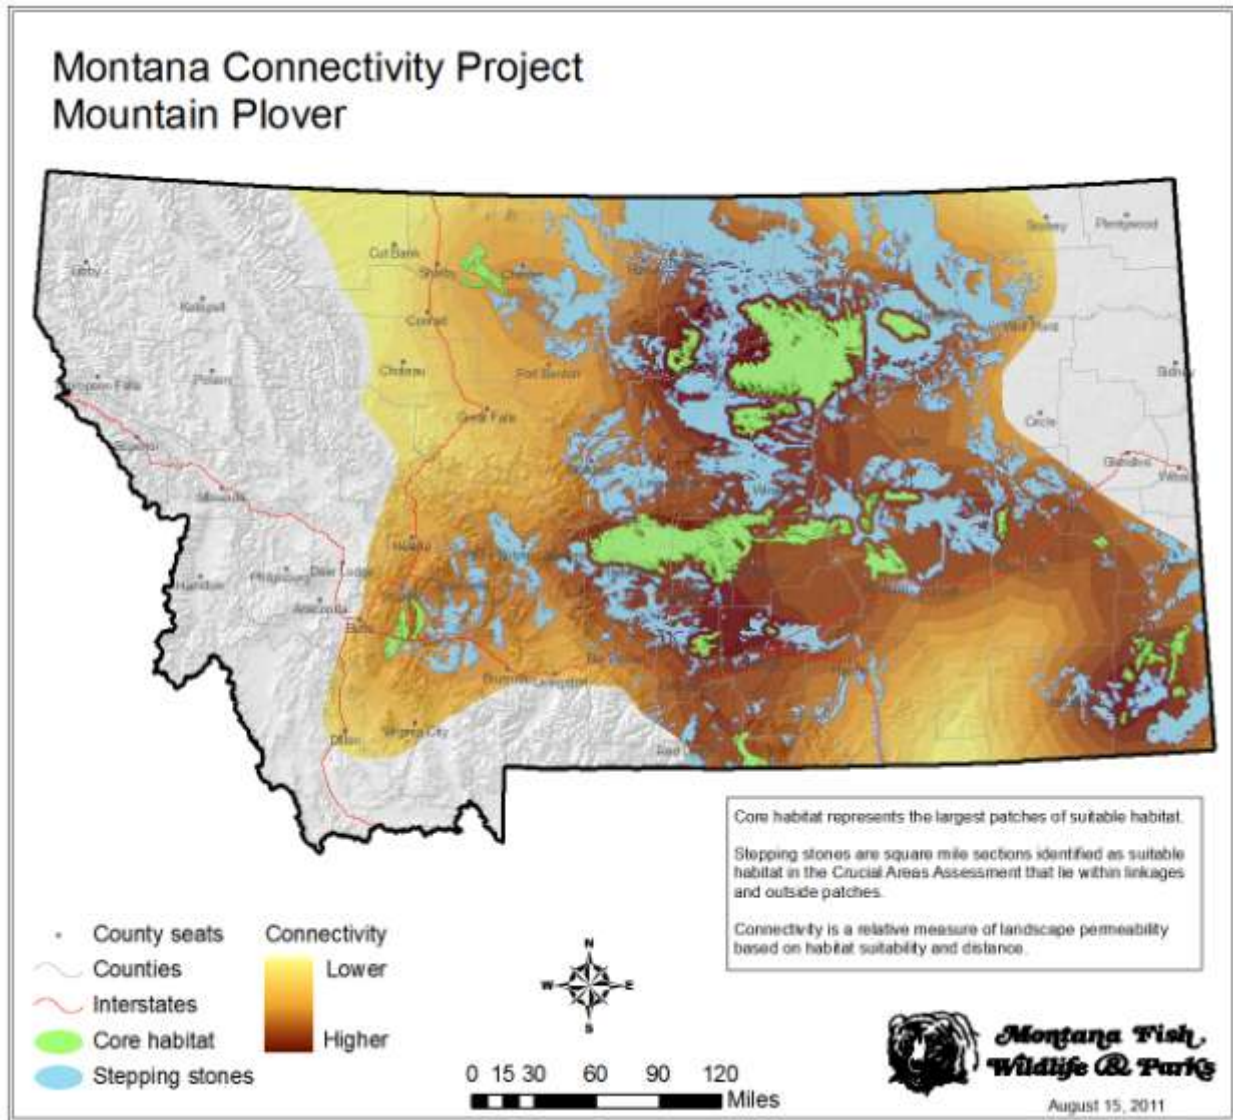 Montana Connectivity Project
Mountain Plover
Scobey
Plentywood
Cut Bank
Shelby
Chester
Libby
Kalispell
Conrad
Wolf Point
Polson
Choteau
Fort Benton
Sidney
Great Falls
Circle
Superior
Glendive
Missoula
Helena
Hamilton
Philipsburg
Deer Lodge
Anaconda
Butte
Livingston
Dillon
Virginia City
Core habitat represents the largest patches of suitable habitat.
Stepping stones are square mile sections identified as suitable
habitat in the Crucial Areas Assessment that lie within linkages
and outside patches.
Connectivity is a relative measure of landscape permeability
based on habitat suitability and distance.
County seats
Counties
Interstates
Core habitat
Stepping stones
Connectivity
Lower
Higher
N
W E
S
0 15 30 60 90 120
Miles
Montana Fish,
Wildlife & Parks
August 15, 2011